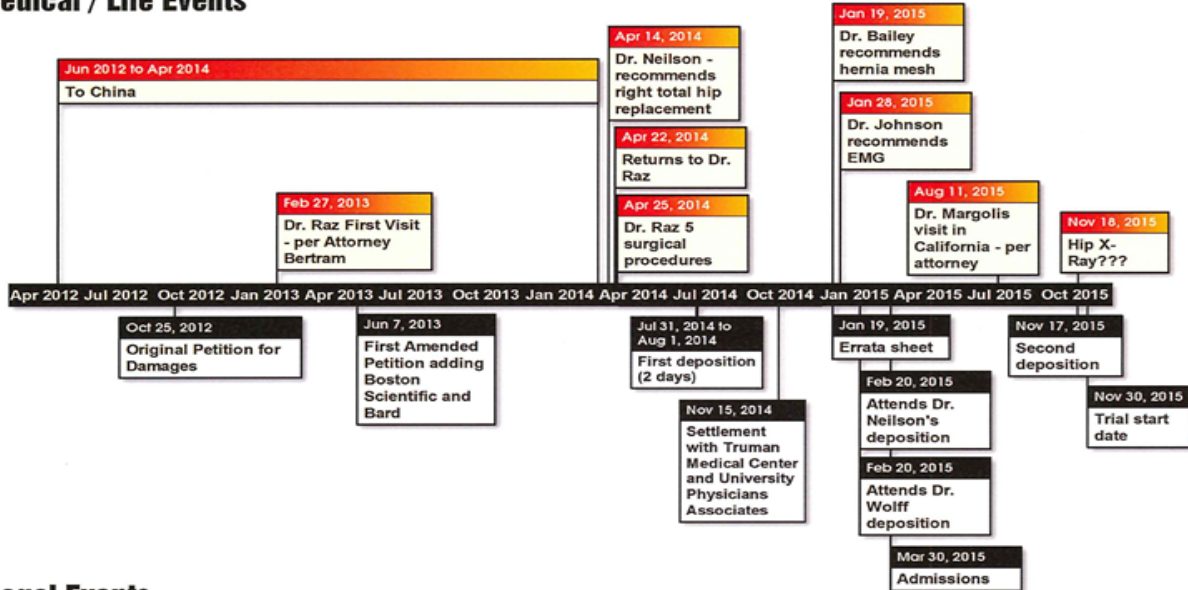 edical / Life Events
Jan 19, 2015
Dr. Bailey
recommends
hernia mesh
Apr 14, 2014
Dr. Neilson -
recommends
right total hip
replacement
Jun 2012 to Apr 2014
To China
Jan 28, 2015
Dr. Johnson
recommends
EMG
Apr 22, 2014
Returns to Dr.
Raz
Aug 11, 2015
Dr. Margolis
visit in
California - per
attorney
Feb 27, 2013
Dr. Raz First Visit
- per Attorney
Bertram
Apr 25, 2014
Dr. Raz 5
surgical
procedures
Nov 18, 2015
Hip X-
Ray???
Apr 2012 Jul 2012 Oct 2012 Jan 2013 Apr 2013 Jul 2013 Oct 2013 Jan 2014 Apr 2014 Jul 2014 Oct 2014 Jan 2015 Apr 2015 Jul 2015 Oct 2015
Oct 25, 2012
Original Petition for
Damages
Jun 7, 2013
First Amended
Petition adding
Boston
Scientific and
Bard
Jul 31, 2014 to
Aug 1, 2014
First deposition
(2 days)
Nov 15, 2014
Settlement
with Truman
Medical Center
and University
Physicians
Associates
Jan 19, 2015
Errata sheet
Feb 20, 2015
Attends Dr.
Neilson's
deposition
Feb 20, 2015
Attends Dr.
Wolff
deposition
Mar 30, 2015
Admissions
Nov 17, 2015
Second
deposition
Nov 30, 2015
Trial start
date